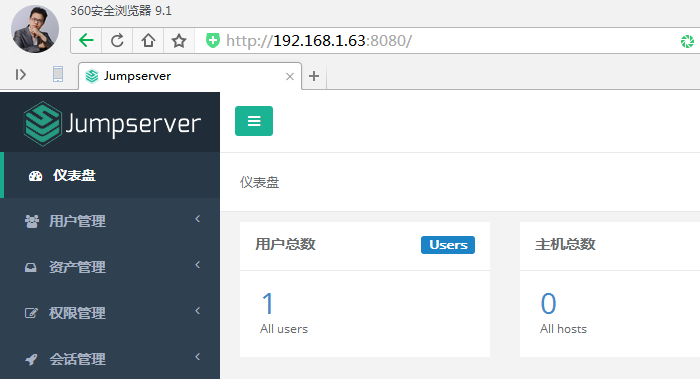 360安全浏览器 9.1
http://192.168.1.63:8080/
Jumpserver
Jumpserver
仪表盘
用户管理
资产管理
权限管理
会话管理
仪表盘
用户总数 Users
1
All users
主机总数
0
All hosts